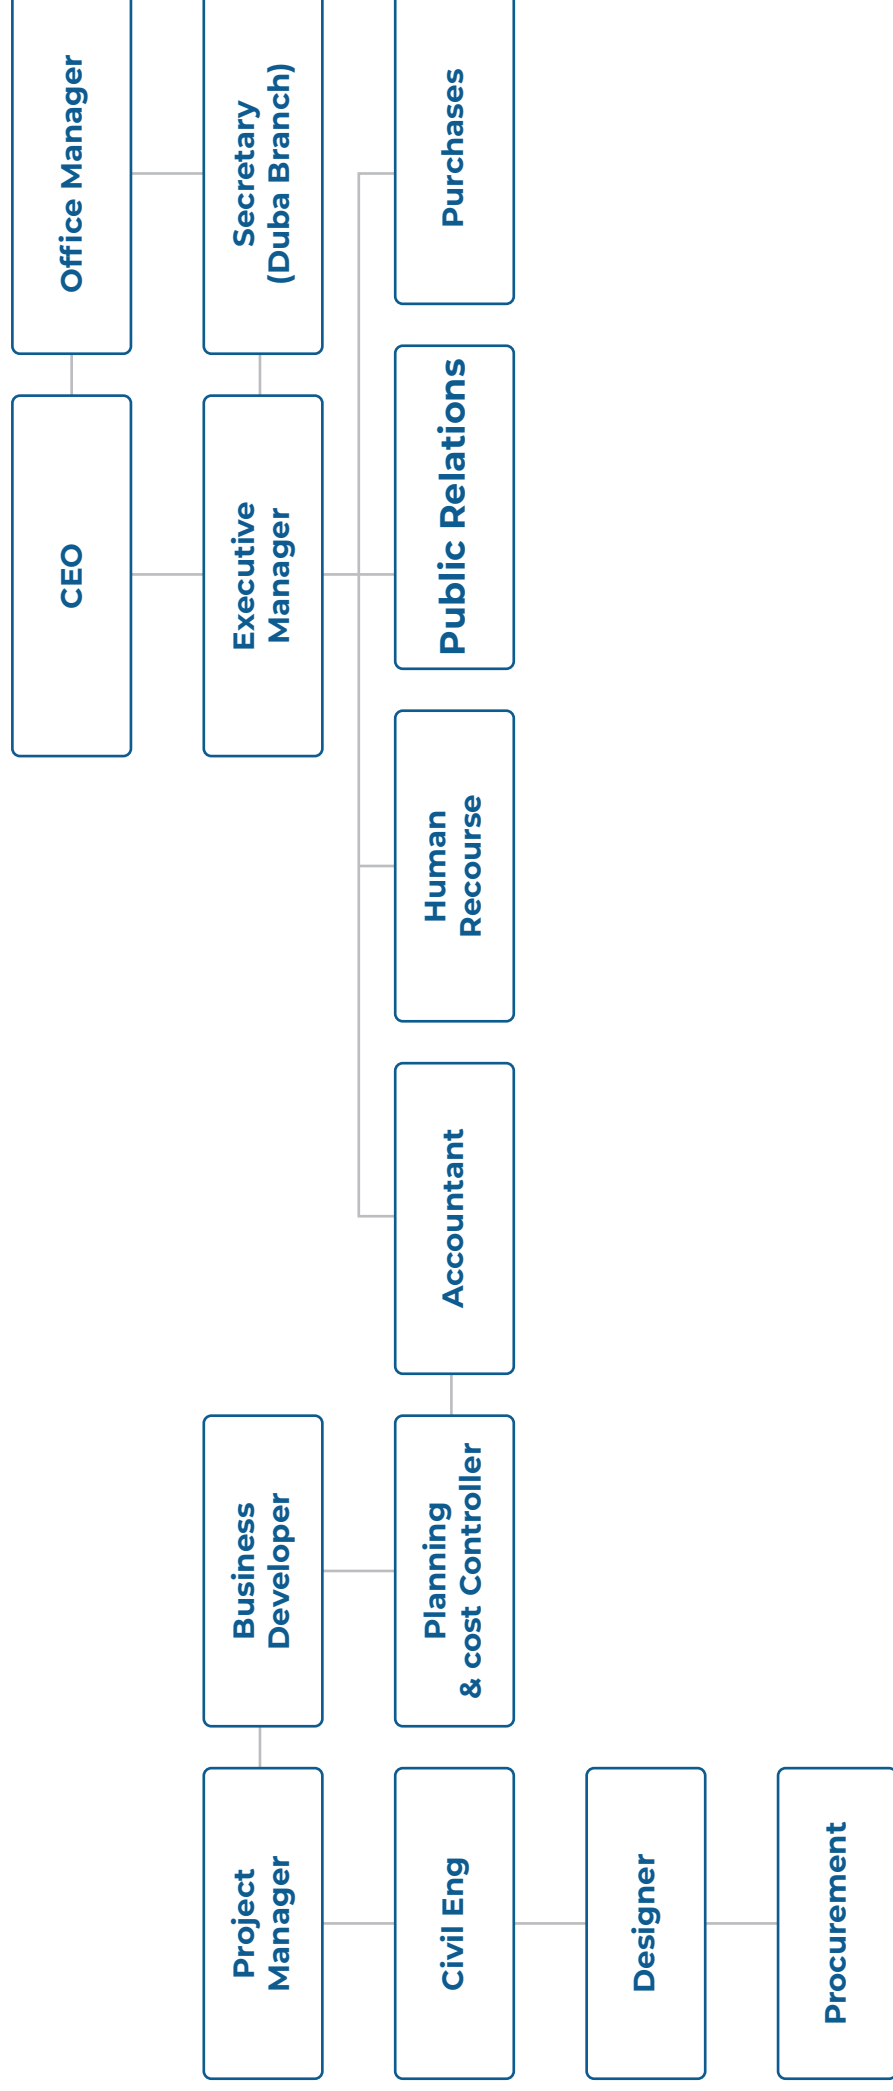 CEO
Office Manager
Project
Manager
Business
Developer
Executive
Manager
Secretary
(Duba Branch)
Civil Eng
Planning
& cost Controller
Accountant
Human
Recourse
Public Relations
Purchases
Designer
Procurement